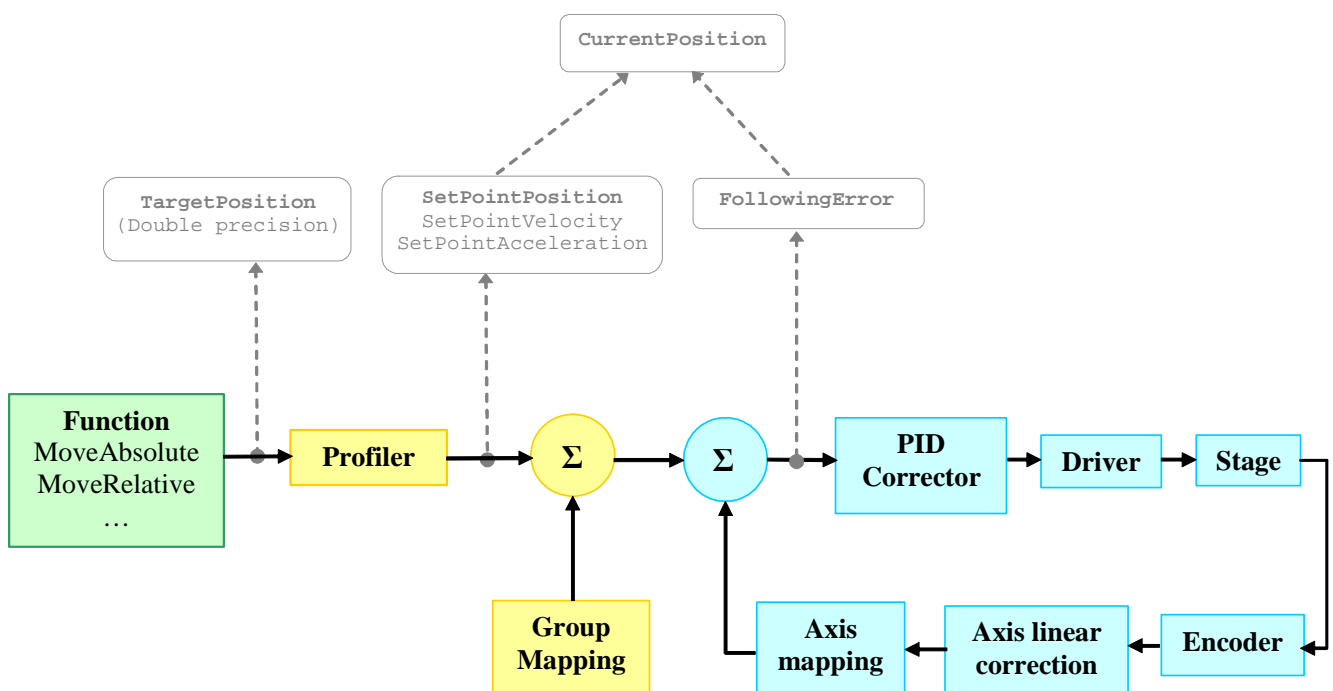 CurrentPosition
TargetPosition
(Double precision)
SetPointPosition
SetPointVelocity
SetPointAcceleration
FollowingError
Function
MoveAbsolute
MoveRelative
…
Profiler
Σ
Σ
PID
Corrector
Driver
Stage
Group
Mapping
Axis
mapping
Axis linear
correction
Encoder